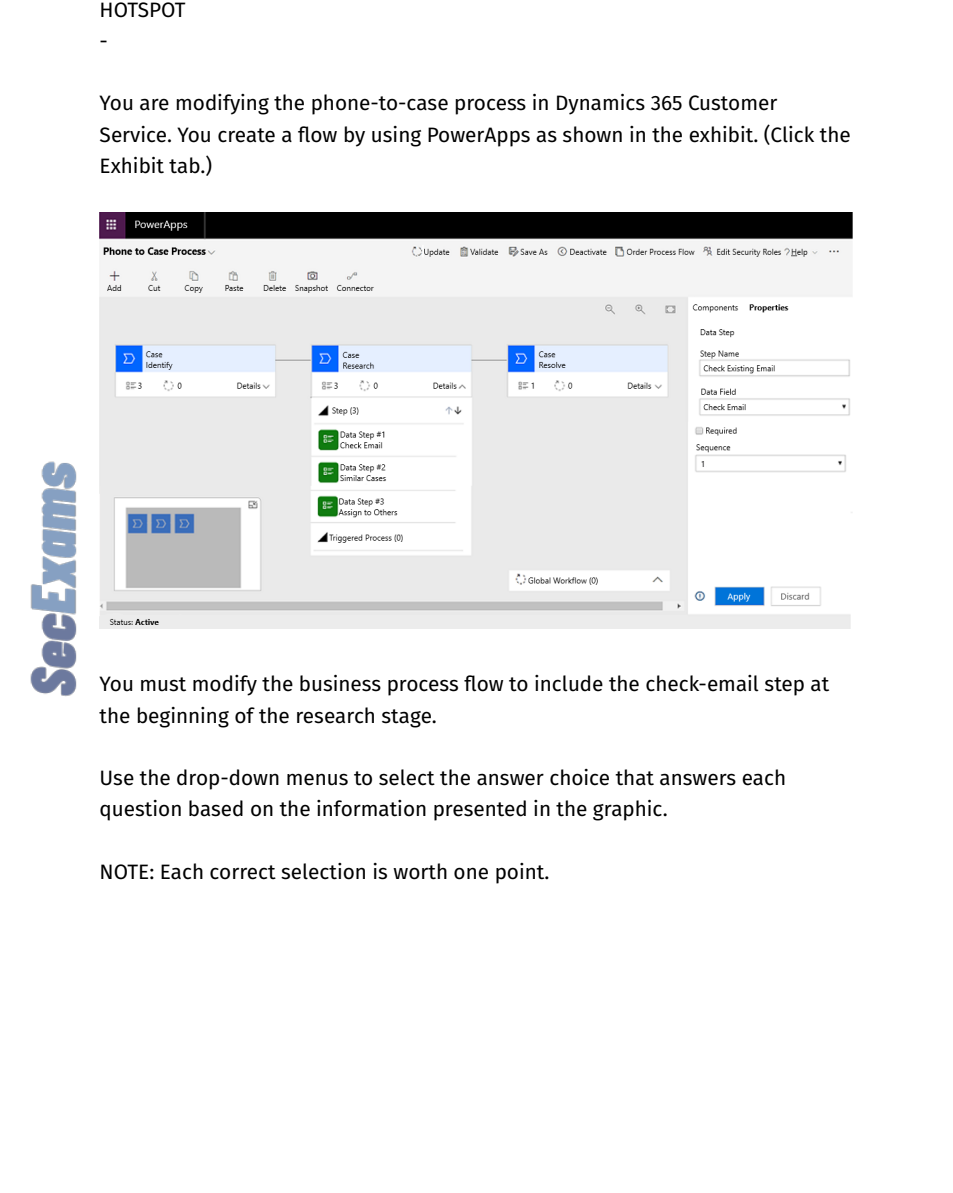 HOTSPOT
-
You are modifying the phone-to-case process in Dynamics 365 Customer
Service. You create a flow by using PowerApps as shown in the exhibit. (Click the
Exhibit tab.)
PowerApps
Phone to Case Process
Update Validate Save As Deactivate Order Process Flow Edit Security Roles ? Help ...
Add Cut Copy Paste Delete Snapshot Connector
Components Properties
Data Step
Step Name
Check Existing Email
Data Field
Check Email
Required
Sequence
1
Case
Identify
3 0 Details
Case
Research
3 0 Details
Step (3)
Data Step #1
Check Email
Data Step #2
Similar Cases
Data Step #3
Assign to Others
Triggered Process (0)
Case
Resolve
1 0 Details
Global Workflow (0)
Apply Discard
Status: Active
SecExams
You must modify the business process flow to include the check-email step at
the beginning of the research stage.
Use the drop-down menus to select the answer choice that answers each
question based on the information presented in the graphic.
NOTE: Each correct selection is worth one point.